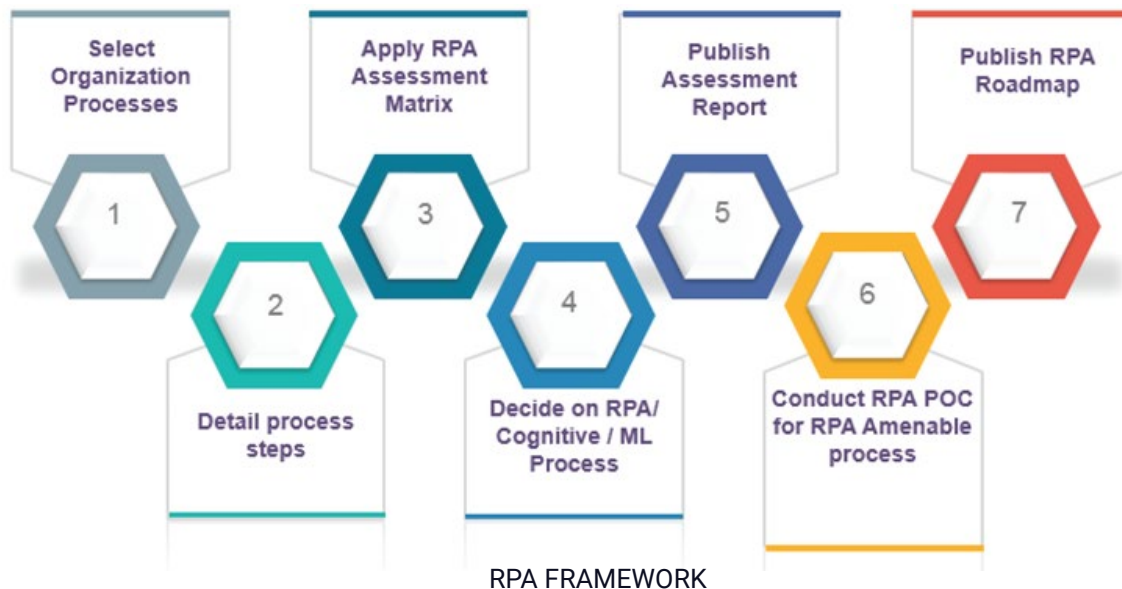 1
Select
Organization
Processes
2
Detail process
steps
3
Apply RPA
Assessment
Matrix
4
Decide on RPA/
Cognitive / ML
Process
5
Publish
Assessment
Report
6
Conduct RPA POC
for RPA Amenable
process
7
Publish RPA
Roadmap
RPA FRAMEWORK